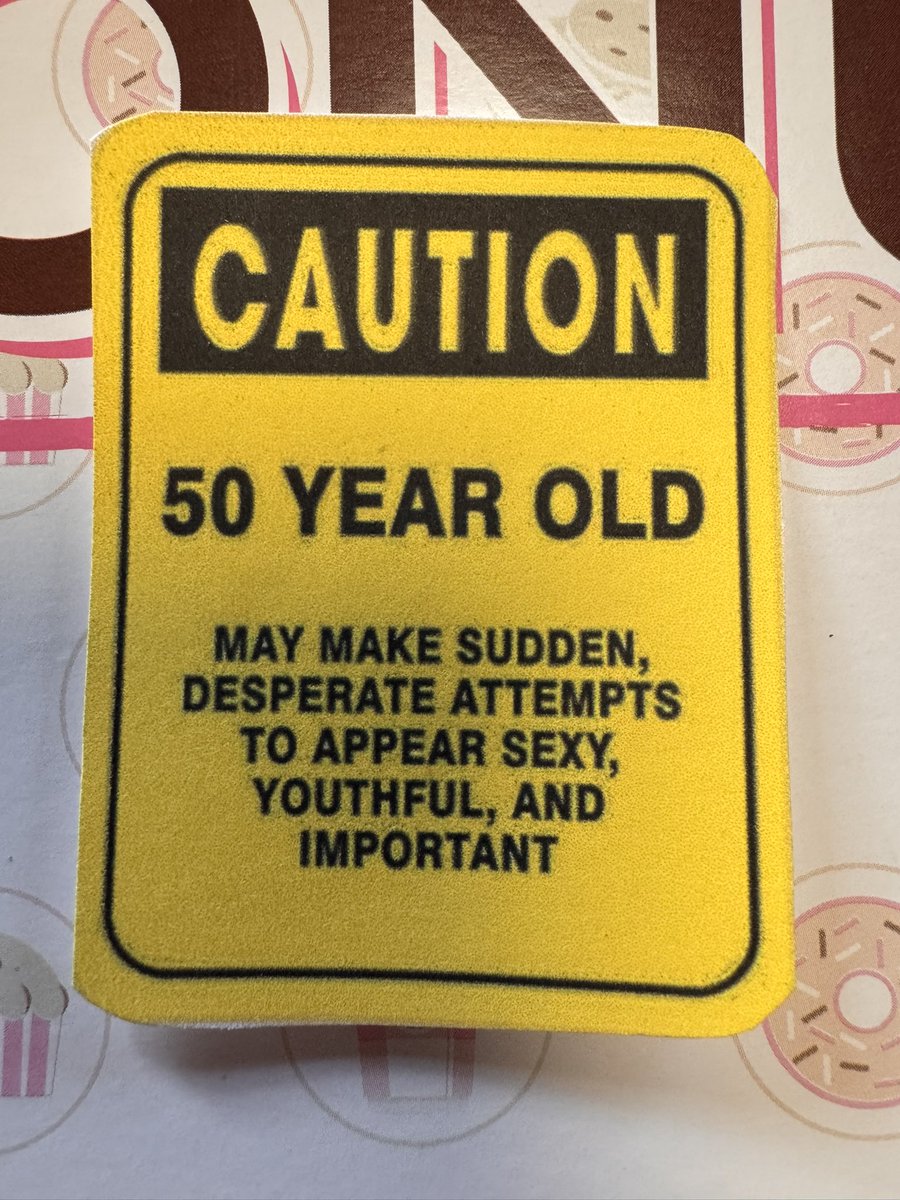 CAUTION
50 YEAR OLD
MAY MAKE SUDDEN,
DESPERATE ATTEMPTS
TO APPEAR SEXY,
YOUTHFUL, AND
IMPORTANT